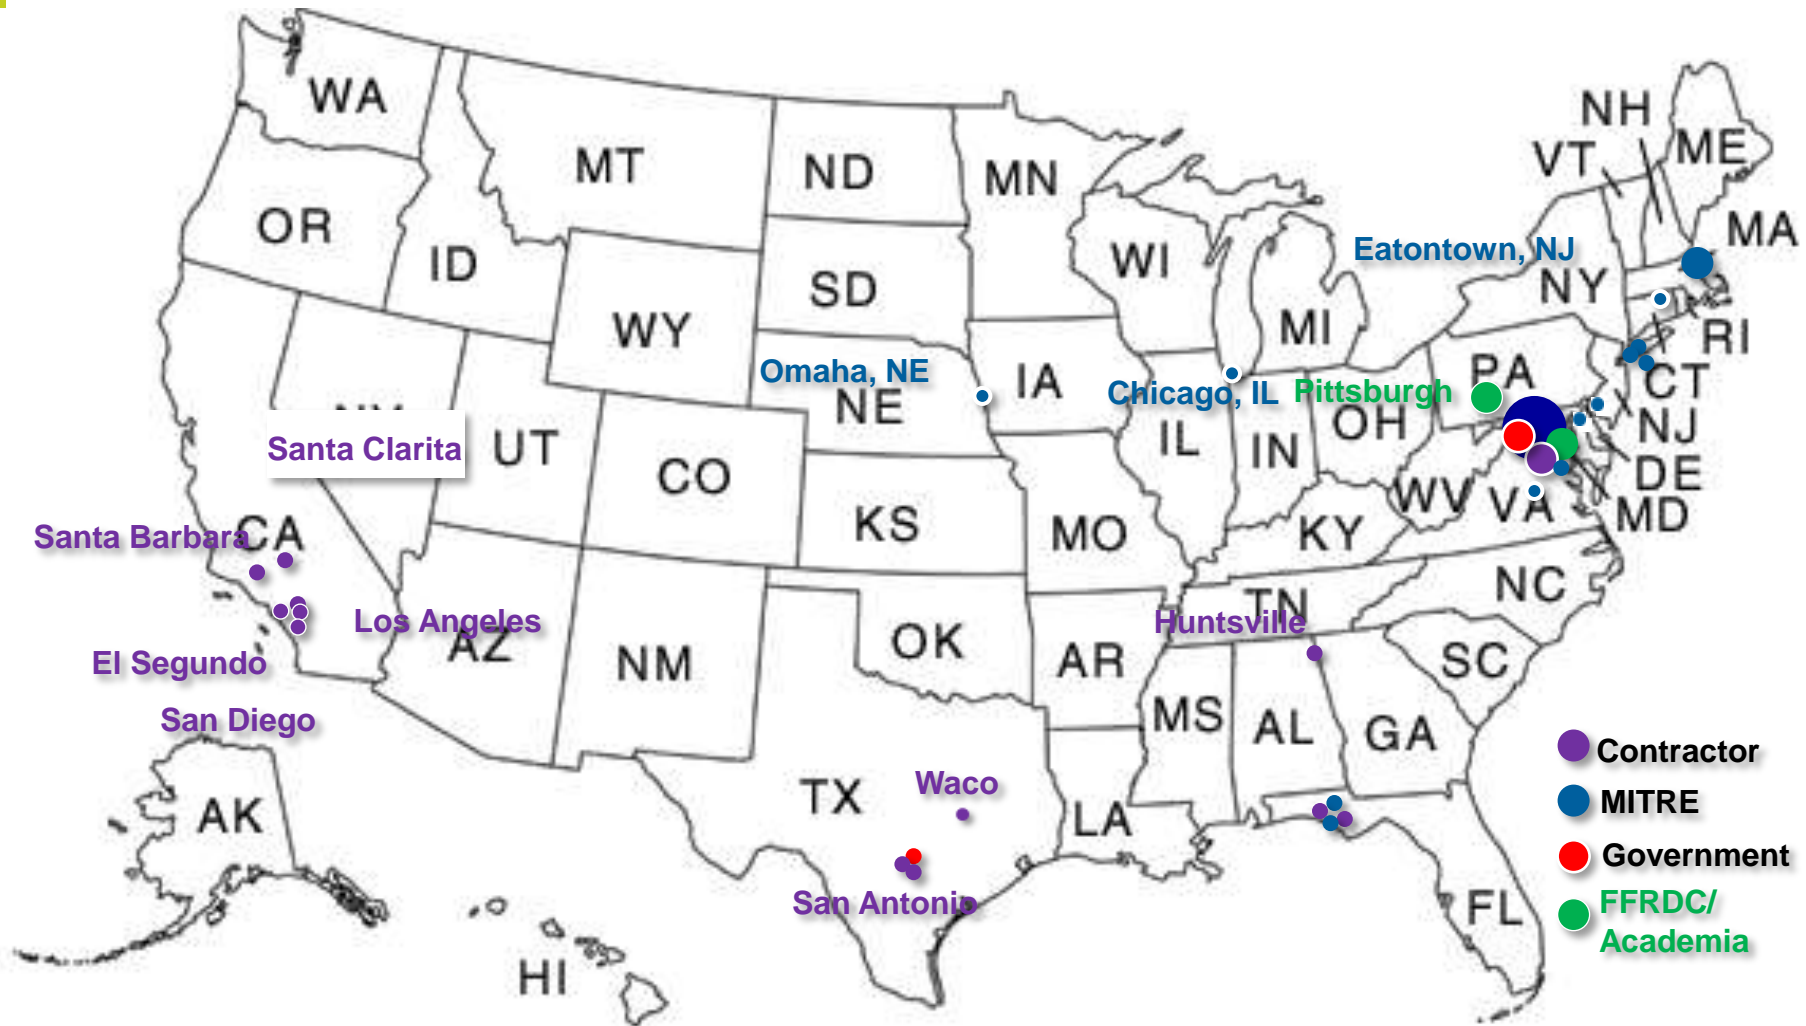 WA
MT
ND
MN
NH
VT
ME
OR
ID
SD
WI
MA
Eatontown, NJ
NY
WY
MI
RI
Omaha, NE
NE
IA
Chicago, IL
Pittsburgh
PA
CT
Santa Clarita
UT
CO
IL
IN
OH
NJ
DE
WV
VA
MD
Santa Barbara
CA
KS
MO
KY
NC
TN
Los Angeles
Huntsville
AZ
NM
OK
AR
SC
El Segundo
San Diego
MS
AL
GA
Contractor
AK
TX
Waco
LA
MITRE
Government
San Antonio
FL
FFRDC/
Academia
HI